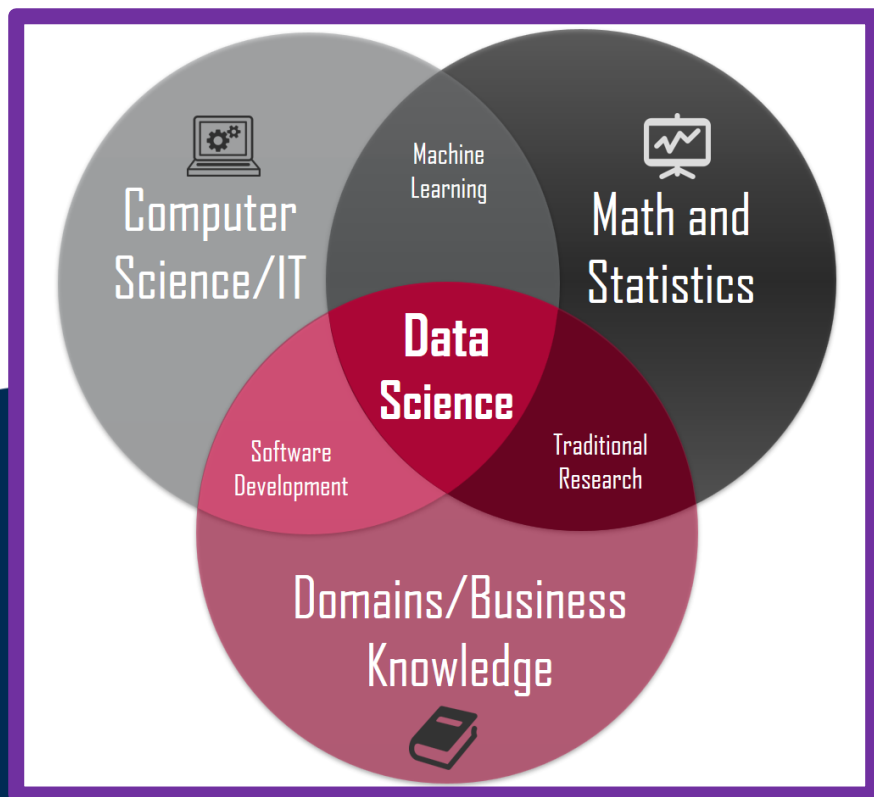 Machine
Learning
Computer
Science/IT
Math and
Statistics
Data
Science
Software
Development
Traditional
Research
Domains/Business
Knowledge